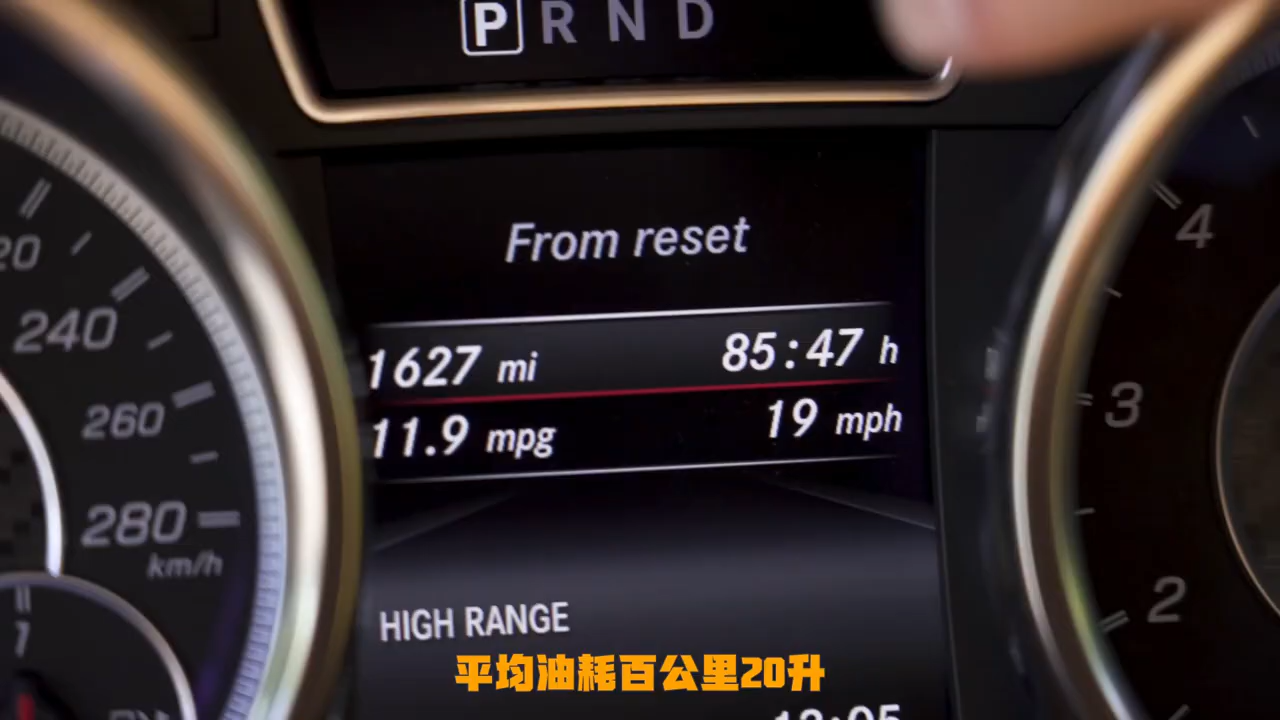 P R N D
From reset
1627 mi 85:47 h
11.9 mpg 19 mph
240
260
280
km/h
4
3
2
1
HIGH RANGE
平均油耗百公里20升